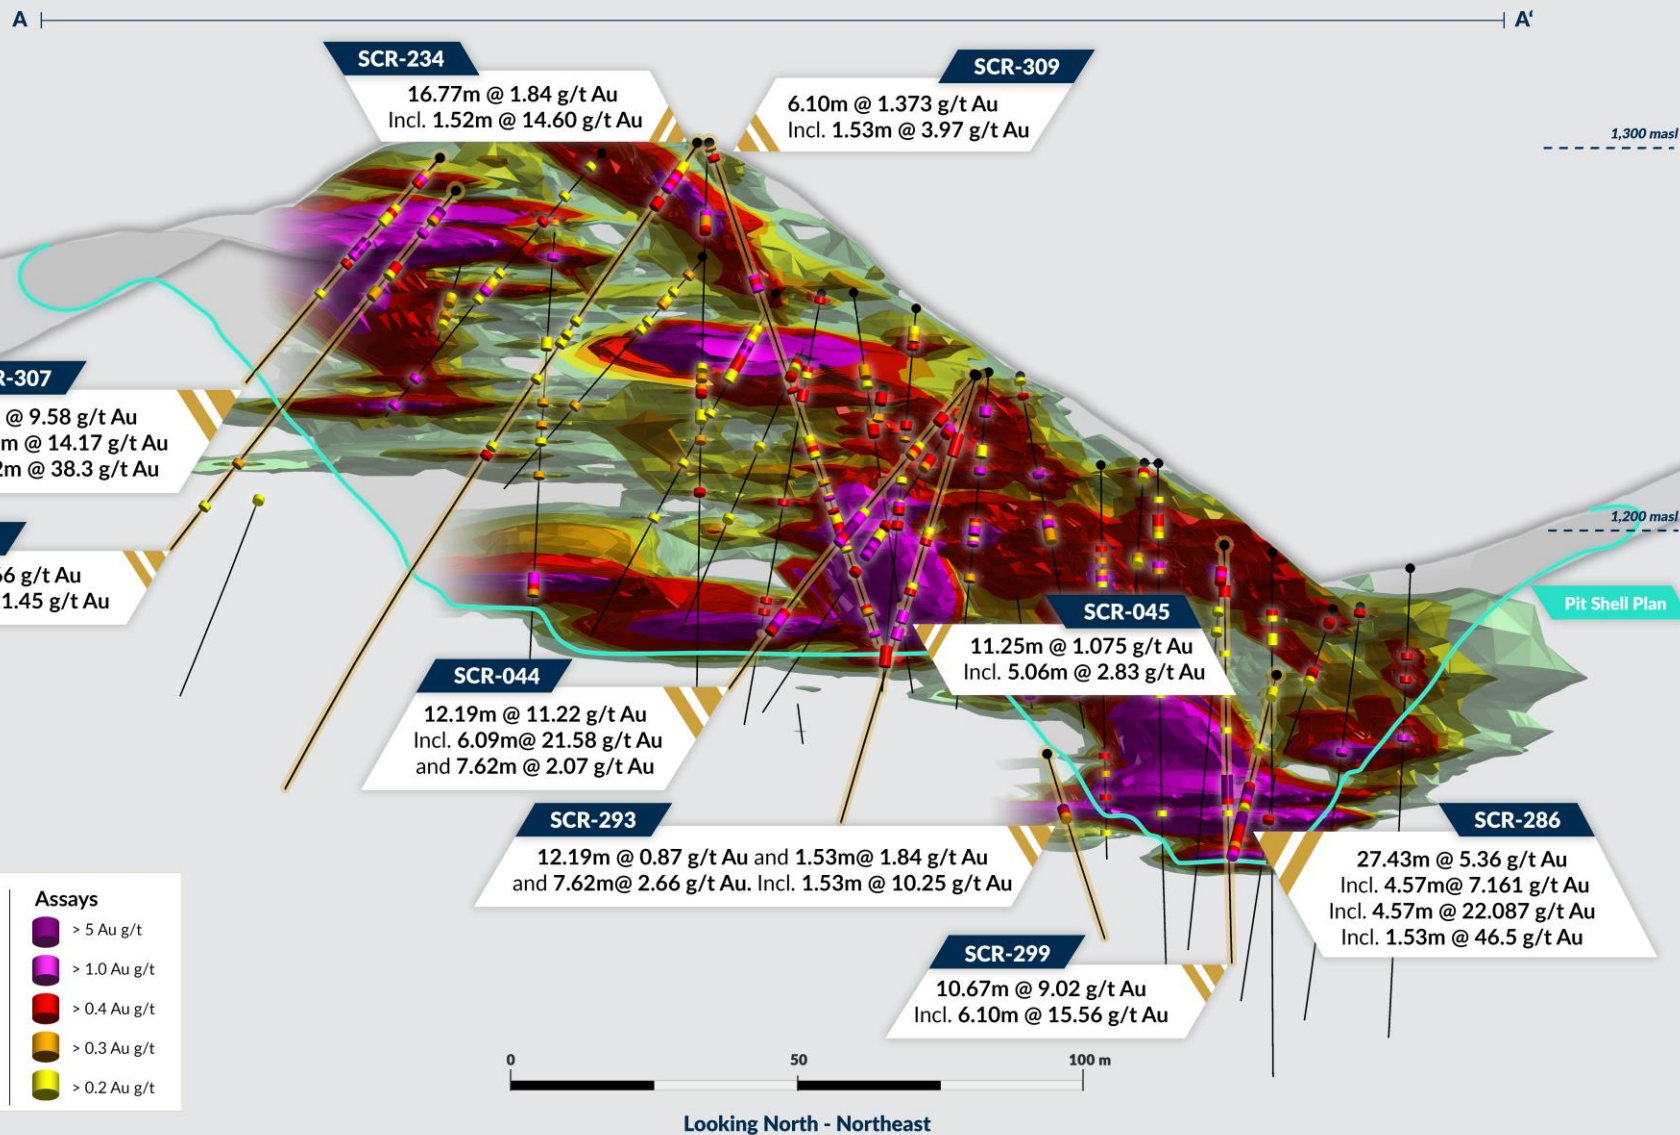 A
A'
SCR-234
16.77m @ 1.84 g/t Au
Incl. 1.52m @ 14.60 g/t Au
SCR-309
6.10m @ 1.373 g/t Au
Incl. 1.53m @ 3.97 g/t Au
1,300 masl
R-307
@ 9.58 g/t Au
m @ 14.17 g/t Au
2m @ 38.3 g/t Au
1,200 masl
66 g/t Au
1.45 g/t Au
Pit Shell Plan
SCR-045
11.25m @ 1.075 g/t Au
Incl. 5.06m @ 2.83 g/t Au
SCR-044
12.19m @ 11.22 g/t Au
Incl. 6.09m@ 21.58 g/t Au
and 7.62m @ 2.07 g/t Au
SCR-293
12.19m @ 0.87 g/t Au and 1.53m@ 1.84 g/t Au
and 7.62m@ 2.66 g/t Au. Incl. 1.53m @ 10.25 g/t Au
SCR-286
27.43m @ 5.36 g/t Au
Incl. 4.57m@ 7.161 g/t Au
Incl. 4.57m @ 22.087 g/t Au
Incl. 1.53m @ 46.5 g/t Au
SCR-299
10.67m @ 9.02 g/t Au
Incl. 6.10m @ 15.56 g/t Au
Assays
> 5 Au g/t
> 1.0 Au g/t
> 0.4 Au g/t
> 0.3 Au g/t
> 0.2 Au g/t
0 50 100 m
Looking North - Northeast